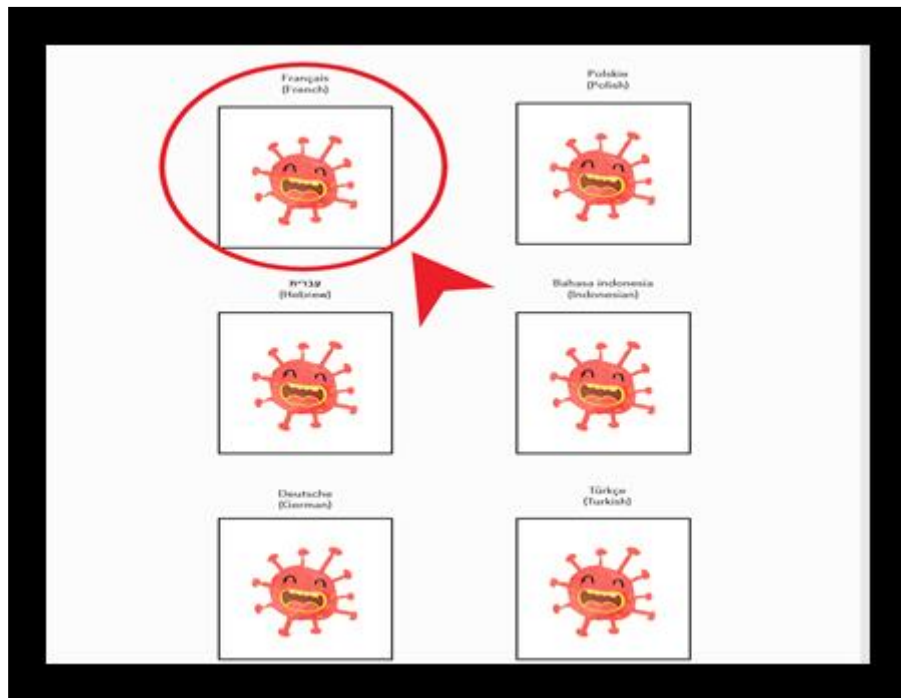 Français
(French)
Polskie
(Polish)
עברית
(Hebrew)
Bahasa indonesia
(Indonesian)
Deutsche
(German)
Türkçe
(Turkish)